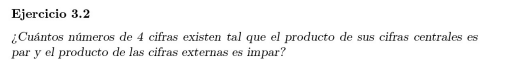 Ejercicio 3.2
¿Cuántos números de 4 cifras existen tal que el producto de sus cifras centrales es
par y el producto de las cifras externas es impar?